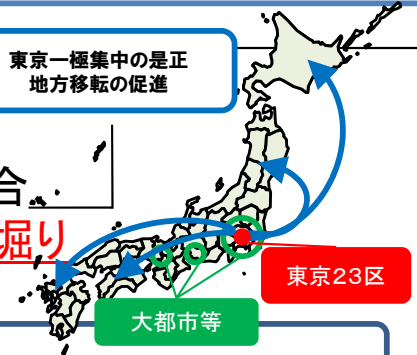 東京一極集中の是正
地方移転の促進
合
堀り
東京23区
大都市等